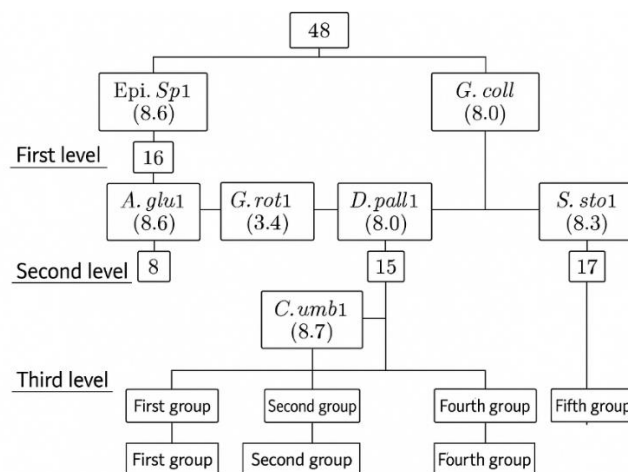 48
Epi. Sp1
(8.6)
G. coll
(8.0)
First level
16
A. glu1
(8.6)
G. rot1
(3.4)
D. pall1
(8.0)
S. sto1
(8.3)
Second level
8
15
17
C. umb1
(8.7)
Third level
First group
Second group
Fourth group
Fifth group
First group
Second group
Fourth group